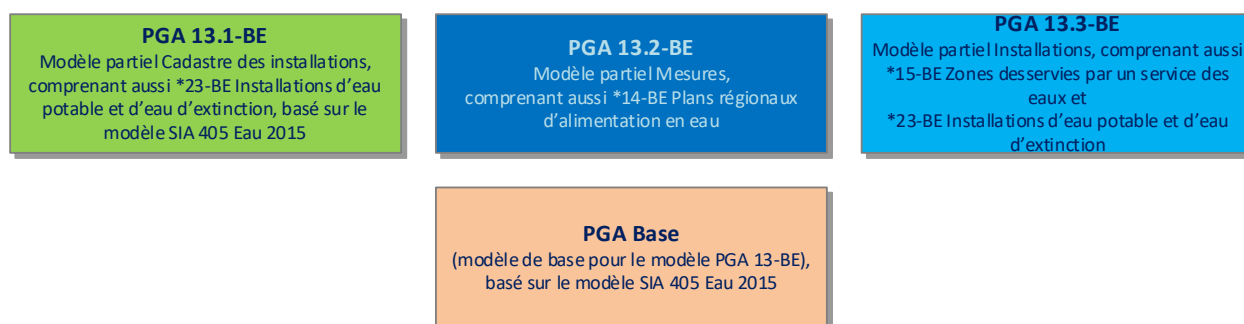 PGA 13.1-BE
Modèle partiel Cadastre des installations,
comprenant aussi *23-BE Installations d'eau
potable et d'eau d'extinction, basé sur le
modèle SIA 405 Eau 2015
PGA 13.2-BE
Modèle partiel Mesures,
comprenant aussi *14-BE Plans régionaux
d'alimentation en eau
PGA 13.3-BE
Modèle partiel Installations, comprenant aussi
*15-BE Zones desservies par un service des
eaux et
*23-BE Installations d'eau potable et d'eau
d'extinction
PGA Base
(modèle de base pour le modèle PGA 13-BE),
basé sur le modèle SIA 405 Eau 2015